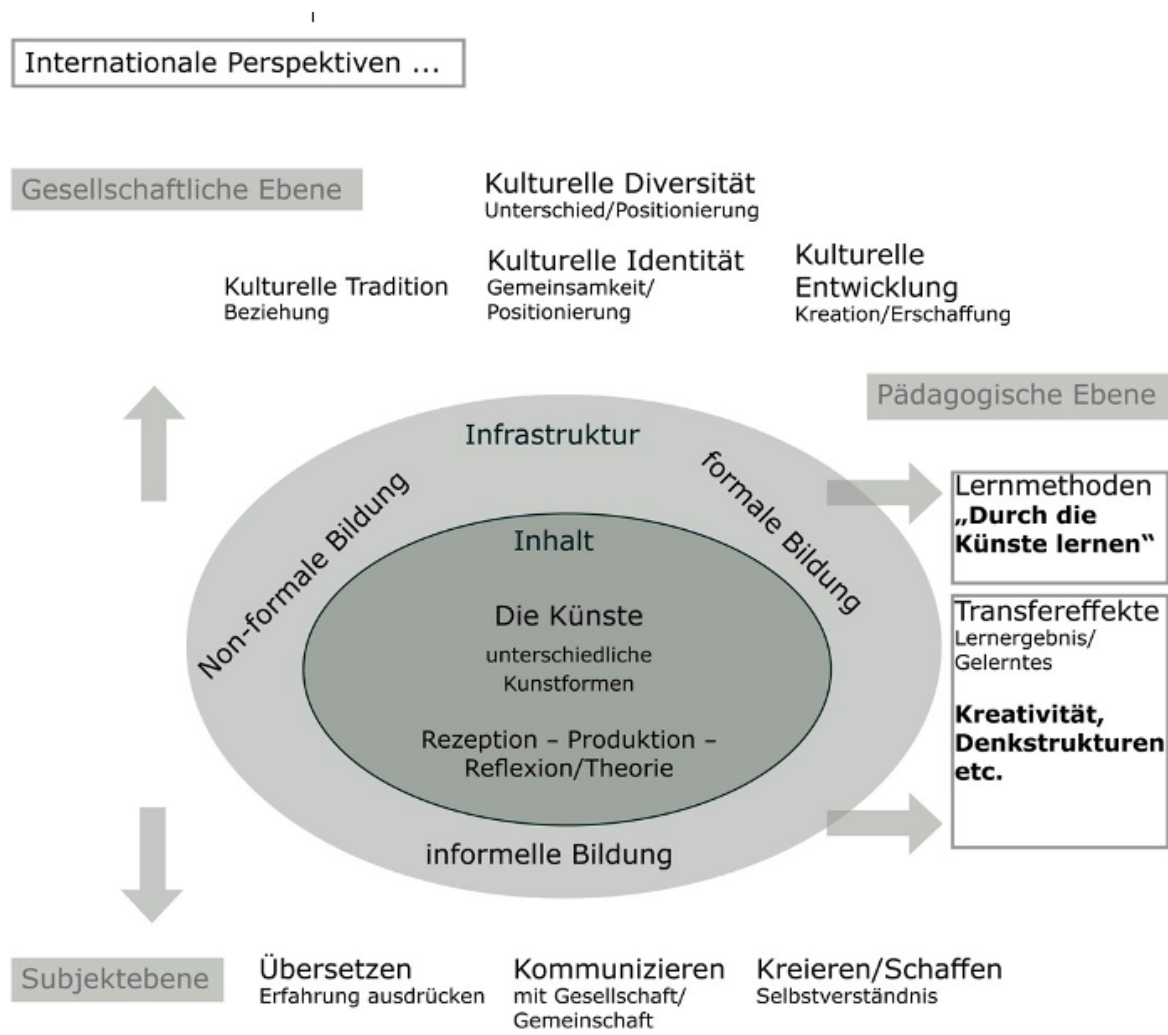 Internationale Perspektiven ...
Gesellschaftliche Ebene
Kulturelle Diversität
Unterschied/Positionierung
Kulturelle Tradition
Beziehung
Kulturelle Identität
Gemeinsamkeit/
Positionierung
Kulturelle
Entwicklung
Kreation/Erschaffung
Pädagogische Ebene
Infrastruktur
Non-formale Bildung
formale Bildung
Inhalt
Die Künste
unterschiedliche
Kunstformen
Rezeption – Produktion –
Reflexion/Theorie
informelle Bildung
Lernmethoden
„Durch die
Künste lernen“
Transfereffekte
Lernergebnis/
Gelerntes
Kreativität,
Denkstrukturen
etc.
Subjektebene
Übersetzen
Erfahrung ausdrücken
Kommunizieren
mit Gesellschaft/
Gemeinschaft
Kreieren/Schaffen
Selbstverständnis